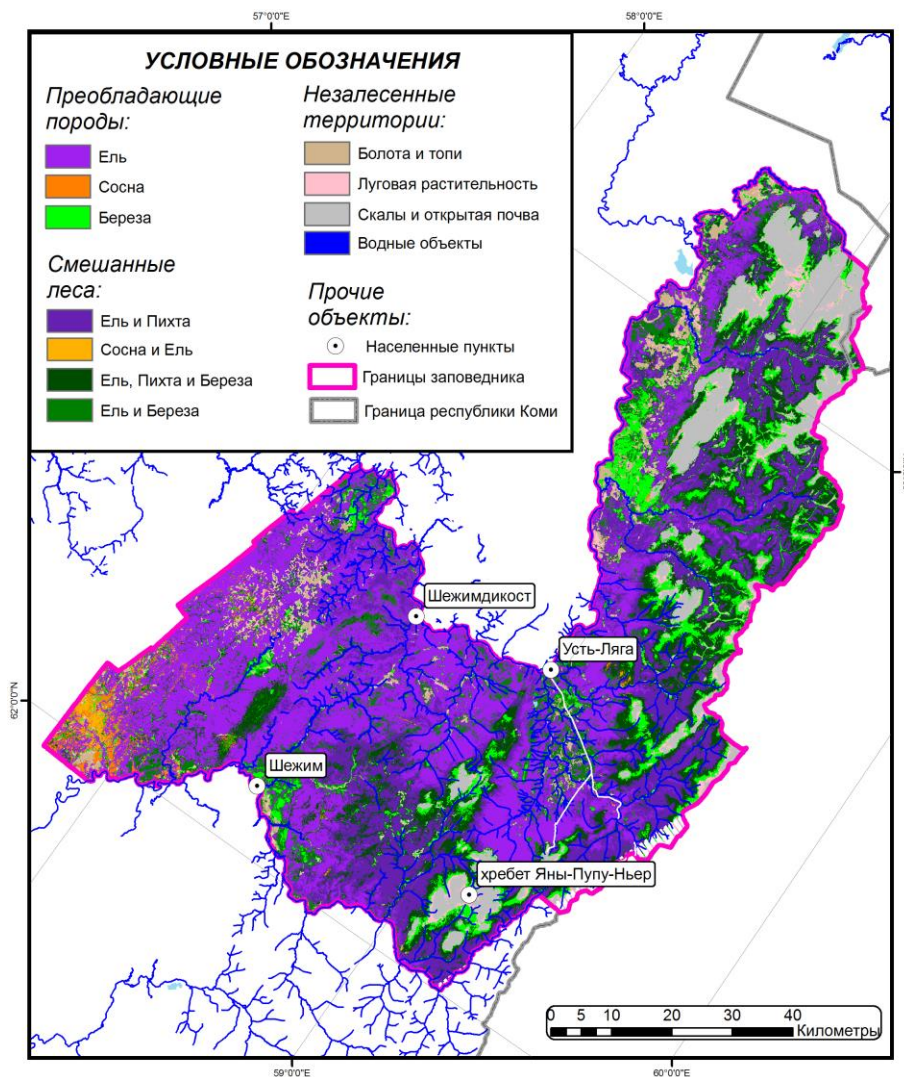 57°0'0"E
58°0'0"E
УСЛОВНЫЕ ОБОЗНАЧЕНИЯ
Преобладающие
породы:
Ель
Сосна
Береза
Смешанные
леса:
Ель и Пихта
Сосна и Ель
Ель, Пихта и Береза
Ель и Береза
Незалесенные
территории:
Болота и топи
Луговая растительность
Скалы и открытая почва
Водные объекты
Прочие
объекты:
Населенные пункты
Границы заповедника
Граница республики Коми
Шежимдикост
Усть-Ляга
62°0'0"N
Шежим
хребет Яны-Пупу-Ньер
0 5 10 20 30 40
Километры
59°0'0"E
60°0'0"E